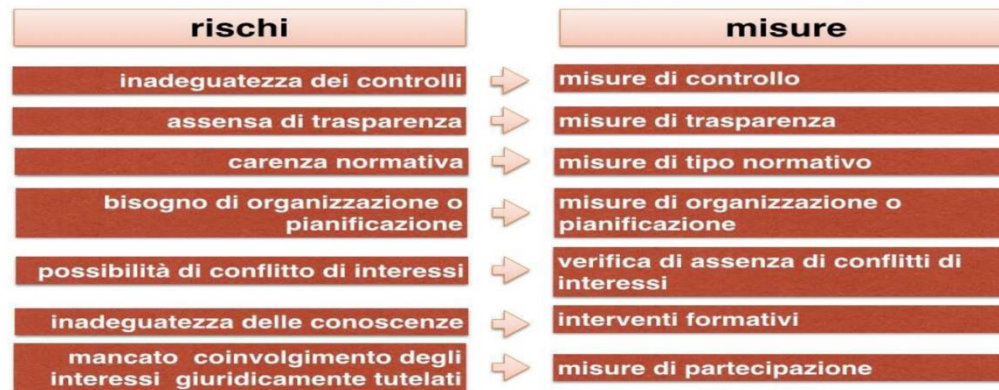 rischi
misure
inadeguatezza dei controlli
misure di controllo
assensa di trasparenza
misure di trasparenza
carenza normativa
misure di tipo normativo
bisogno di organizzazione o
pianificazione
misure di organizzazione o
pianificazione
possibilità di conflitto di interessi
verifica di assenza di conflitti di
interessi
inadeguatezza delle conoscenze
interventi formativi
mancato coinvolgimento degli
interessi giuridicamente tutelati
misure di partecipazione